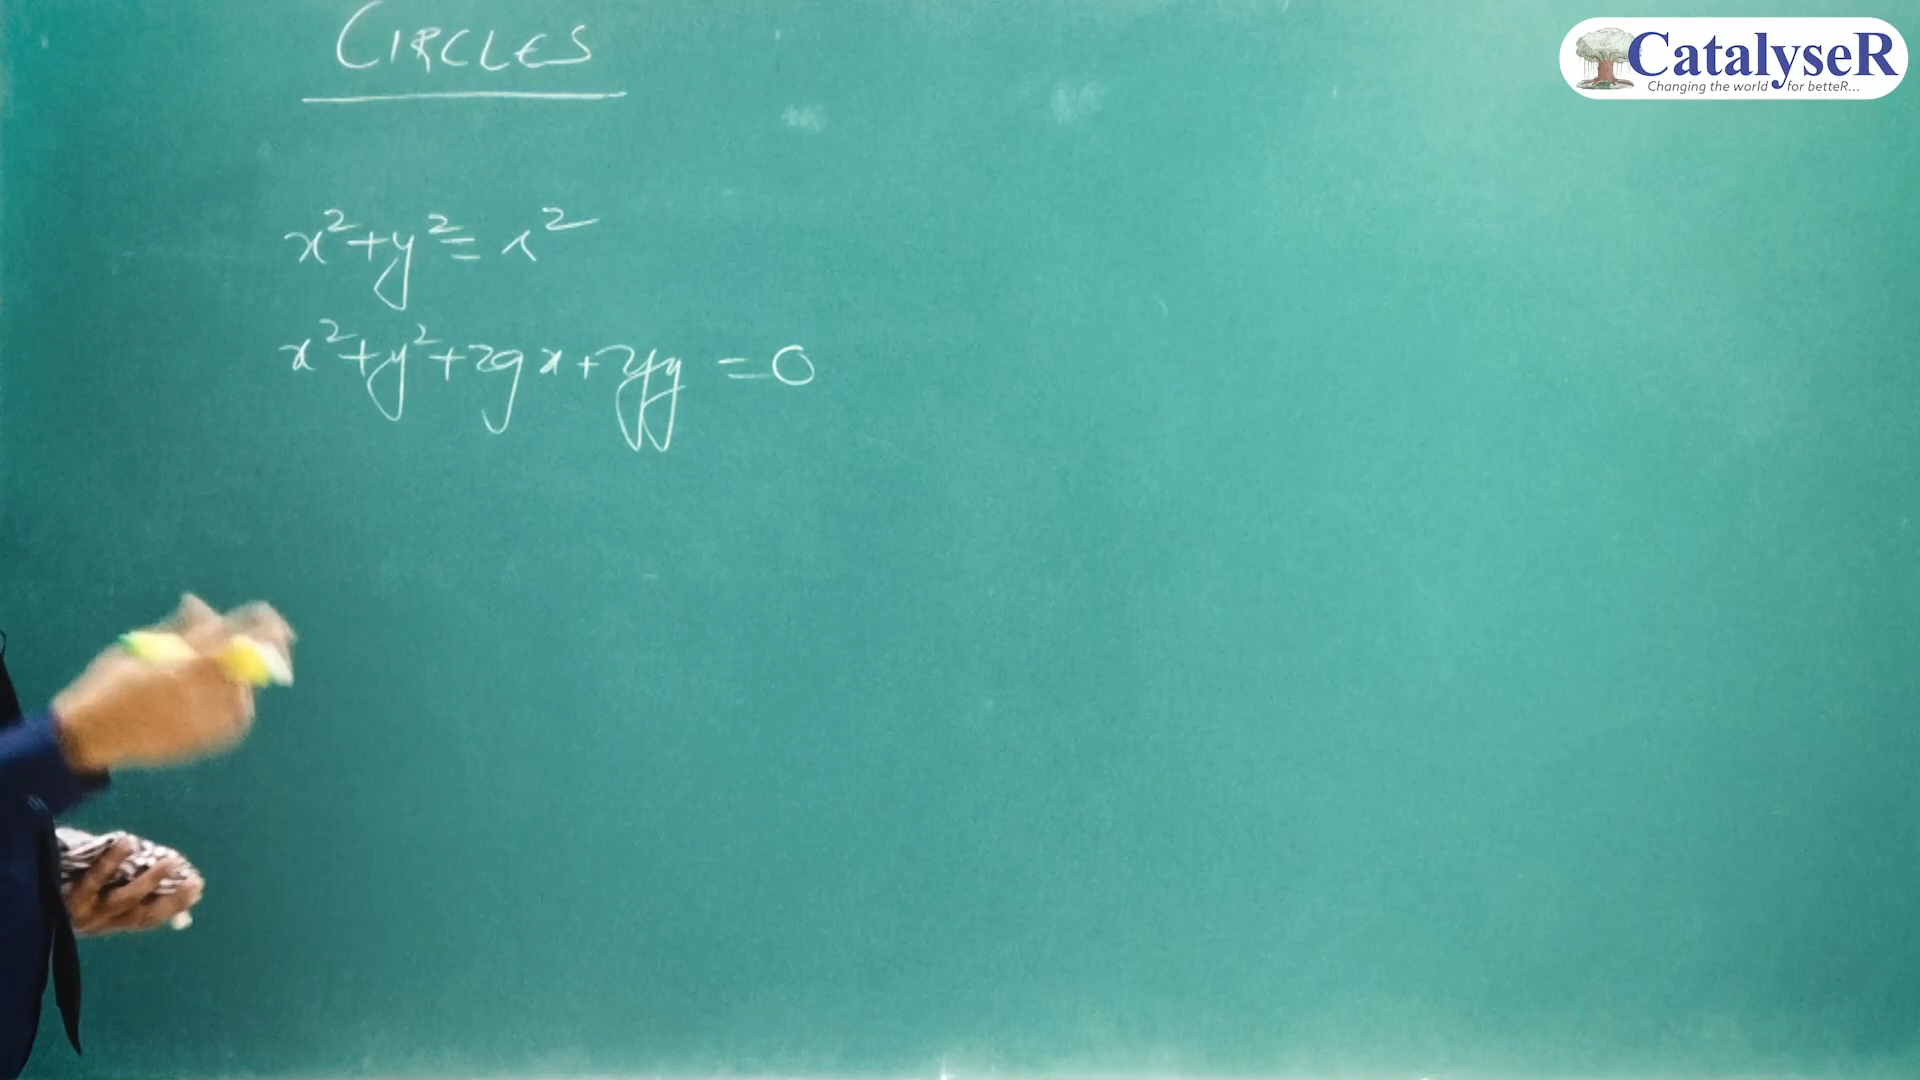 CIRCLES
CatalyseR
Changing the world for betteR...
x²+y²=r²
x²+y²+2gx+2fy =0